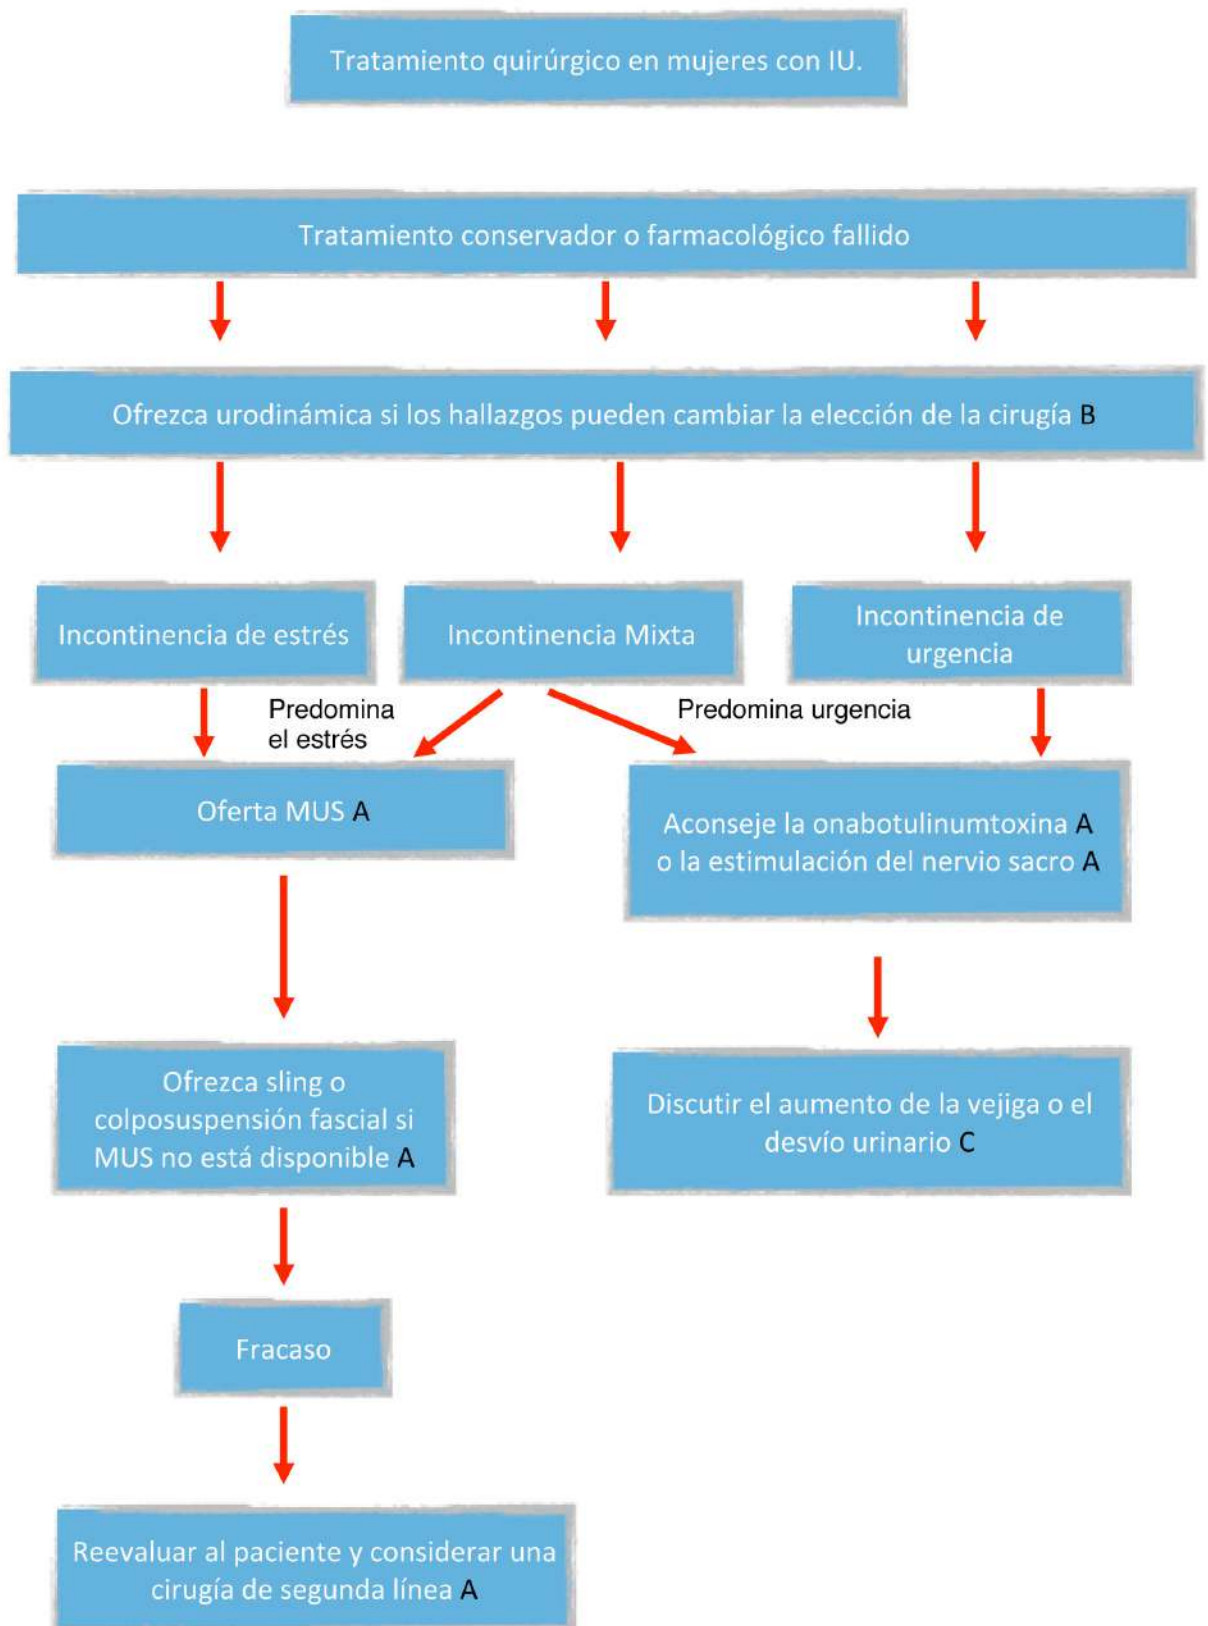 Tratamiento quirúrgico en mujeres con IU.
Tratamiento conservador o farmacológico fallido
Ofrezca urodinámica si los hallazgos pueden cambiar la elección de la cirugía B
Incontinencia de estrés
Incontinencia Mixta
Incontinencia de
urgencia
Predomina
el estrés
Predomina urgencia
Oferta MUS A
Aconseje la onabotulinumtoxina A
o la estimulación del nervio sacro A
Ofrezca sling o
colposuspensión fascial si
MUS no está disponible A
Discutir el aumento de la vejiga o el
desvío urinario C
Fracaso
Reevaluar al paciente y considerar una
cirugía de segunda línea A